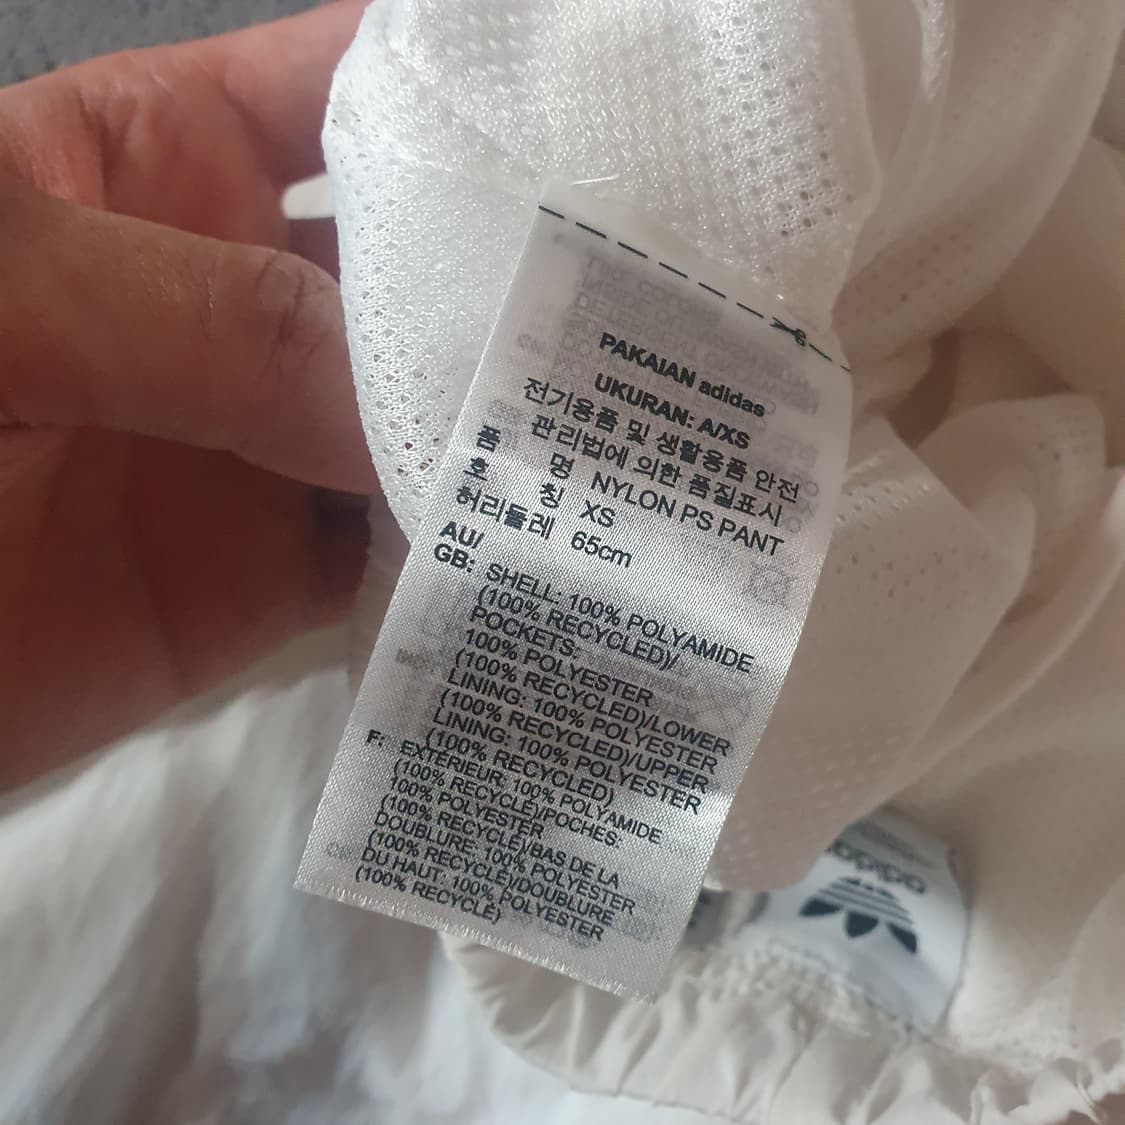 PAKAIAN adidas
UKURAN: A/XS
전기용품 및 생활용품 안전
관리법에 의한 품질표시
품 명 NYLON PS PANT
호 칭 XS
허리둘레 65cm
AU/
GB: SHELL: 100% POLYAMIDE
(100% RECYCLED)/
POCKETS:
100% POLYESTER
(100% RECYCLED)/LOWER
LINING: 100% POLYESTER
(100% RECYCLED)/UPPER
LINING: 100% POLYESTER
(100% RECYCLED)
F: EXTERIEUR: 100% POLYAMIDE
(100% RECYCLÉ)/POCHES:
100% POLYESTER
(100% RECYCLÉ)/BAS DE LA
DOUBLURE: 100% POLYESTER
(100% RECYCLÉ)/DOUBLURE
DU HAUT: 100% POLYESTER
(100% RECYCLÉ)
adidas